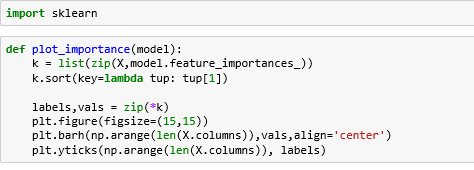 import sklearn
def plot_importance(model):
    k = list(zip(X,model.feature_importances_))
    k.sort(key=lambda tup: tup[1])
    labels,vals = zip(*k)
    plt.figure(figsize=(15,15))
    plt.barh(np.arange(len(X.columns)),vals,align='center')
    plt.yticks(np.arange(len(X.columns)), labels)